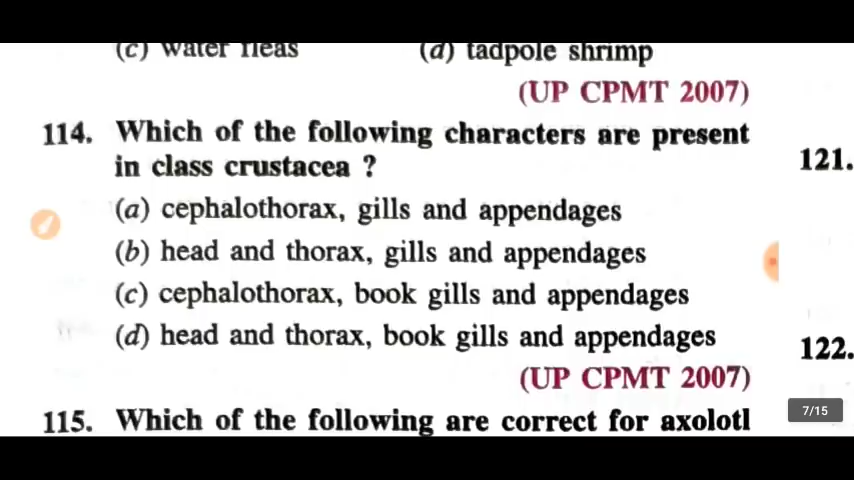 (c) water fleas (d) tadpole shrimp
(UP CPMT 2007)
114. Which of the following characters are present
in class crustacea ?
(a) cephalothorax, gills and appendages
(b) head and thorax, gills and appendages
(c) cephalothorax, book gills and appendages
(d) head and thorax, book gills and appendages
(UP CPMT 2007)
115. Which of the following are correct for axolotl
121.
122.
7/15